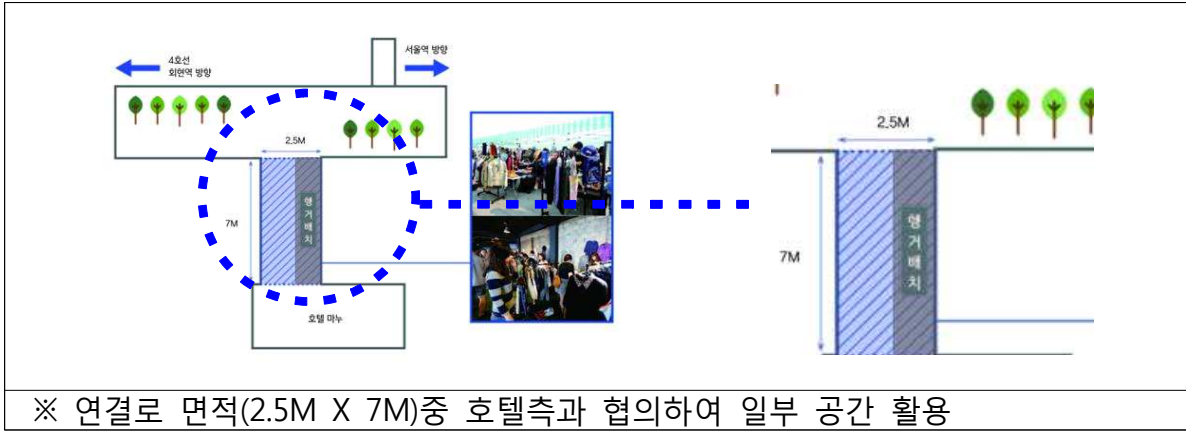 4호선
회현역 방향
서울역 방향
2.5M
7M
행거배치
호텔 마누
2.5M
7M
행거배치
※ 연결로 면적(2.5M X 7M)중 호텔측과 협의하여 일부 공간 활용